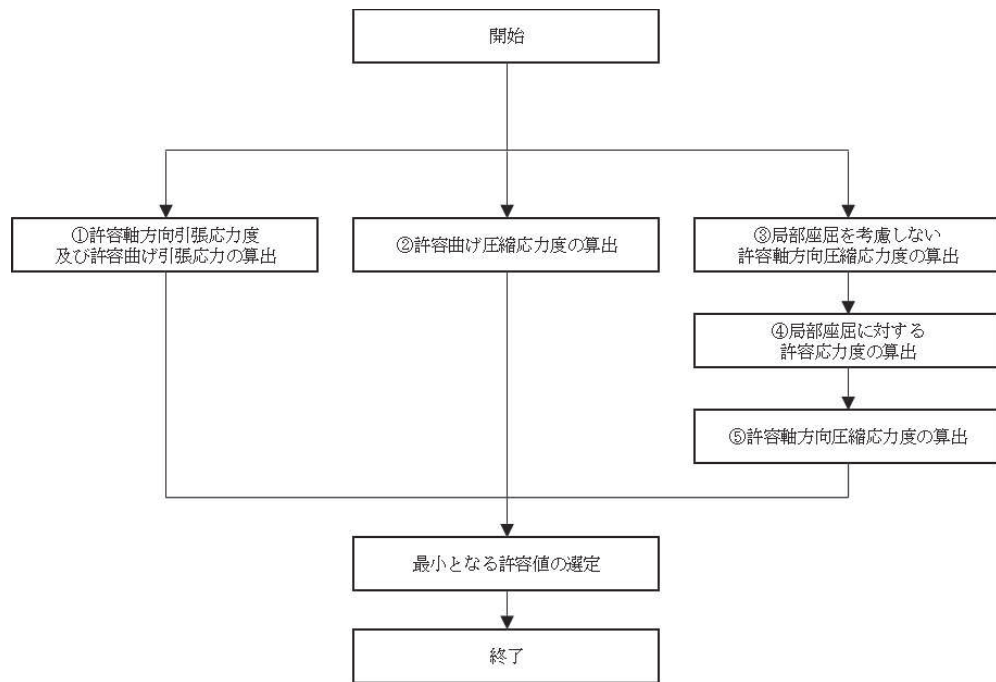 開始
①許容軸方向引張応力度
及び許容曲げ引張応力の算出
②許容曲げ圧縮応力度の算出
③局部座屈を考慮しない
許容軸方向圧縮応力度の算出
④局部座屈に対する
許容応力度の算出
⑤許容軸方向圧縮応力度の算出
最小となる許容値の選定
終了